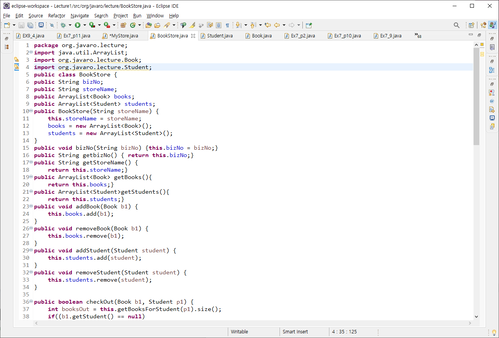 eclipse-workspace - Lecture1/src/org/javaro/lecture/BookStore.java - Eclipse IDE
File Edit Source Refactor Navigate Search Project Run Window Help
EX8_4.java Ex7_p11.java *MyStore.java BookStore.java Student.java Book.java Ex7_p2.java Ex7_p10.java Ex7_9.java
1 package org.javaro.lecture;
2 import java.util.ArrayList;
3 import org.javaro.lecture.Book;
4 import org.javaro.lecture.Student;
5 public class BookStore {
6 public String bizNo;
7 public String storeName;
8 public ArrayList<Book> books;
9 public ArrayList<Student> students;
10 public BookStore(String storeName) {
11 this.storeName = storeName;
12 books = new ArrayList<Book>();
13 students = new ArrayList<Student>();
14 }
15 public void bizNo(String bizNo) {this.bizNo = bizNo;}
16 public String getbizNo() { return this.bizNo;}
17 public String getStoreName() {
18 return this.storeName;}
19 public ArrayList<Book> getBooks(){
20 return this.books;}
21 public ArrayList<Student>getStudents(){
22 return this.students;}
23 public void addBook(Book b1) {
24 this.books.add(b1);
25 }
26 public void removeBook(Book b1) {
27 this.books.remove(b1);
28 }
29 public void addStudent(Student student) {
30 this.students.add(student);
31 }
32 public void removeStudent(Student student) {
33 this.students.remove(student);
34 }
35
36 public boolean checkOut(Book b1, Student p1) {
37 int booksOut = this.getBooksForStudent(p1).size();
38 if((b1.getStudent() == null)
Writable Smart Insert 4 : 35 : 125